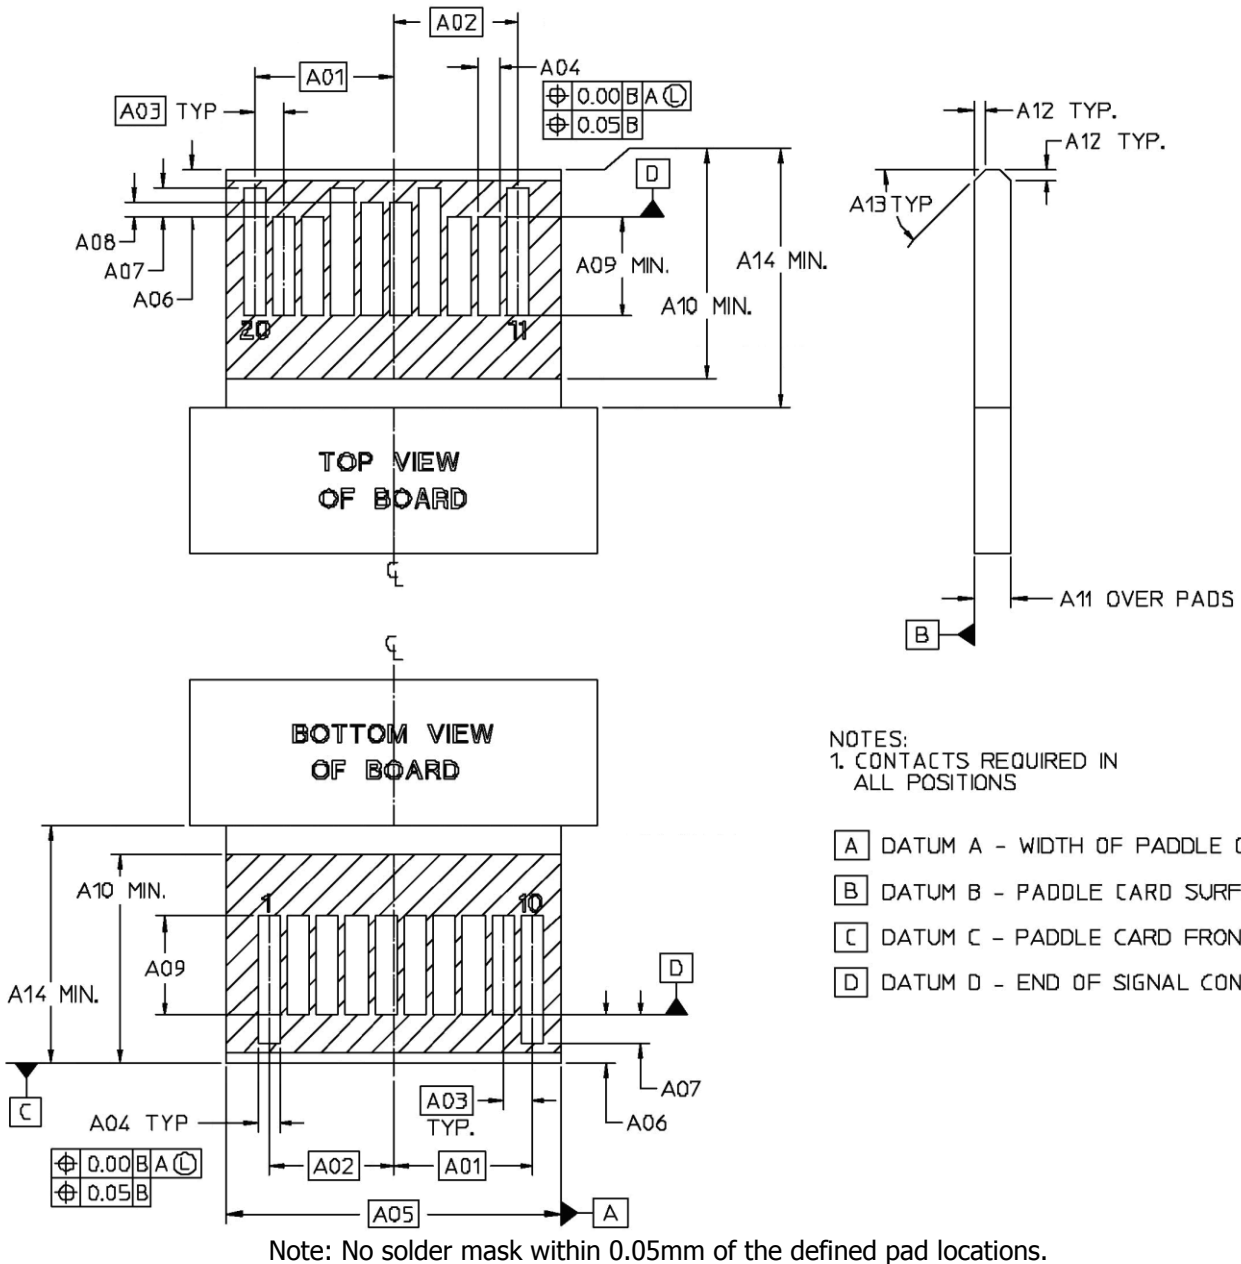 A02
A01
A04
A03 TYP
⌖ 0.00 B A Ⓛ
⌖ 0.05 B
D
A08
A07
A06
A09 MIN.
A10 MIN.
A14 MIN.
20
11
TOP VIEW
OF BOARD
℄
A12 TYP.
A12 TYP.
A13 TYP
A11 OVER PADS
B
℄
BOTTOM VIEW
OF BOARD
NOTES:
1. CONTACTS REQUIRED IN
ALL POSITIONS
A DATUM A - WIDTH OF PADDLE
B DATUM B - PADDLE CARD SURF
C DATUM C - PADDLE CARD FRON
D DATUM D - END OF SIGNAL CON
A10 MIN.
1
10
A09
A14 MIN.
D
C
A04 TYP
A03
TYP.
A07
A06
⌖ 0.00 B A Ⓛ
⌖ 0.05 B
A02
A01
A05
A
Note: No solder mask within 0.05mm of the defined pad locations.